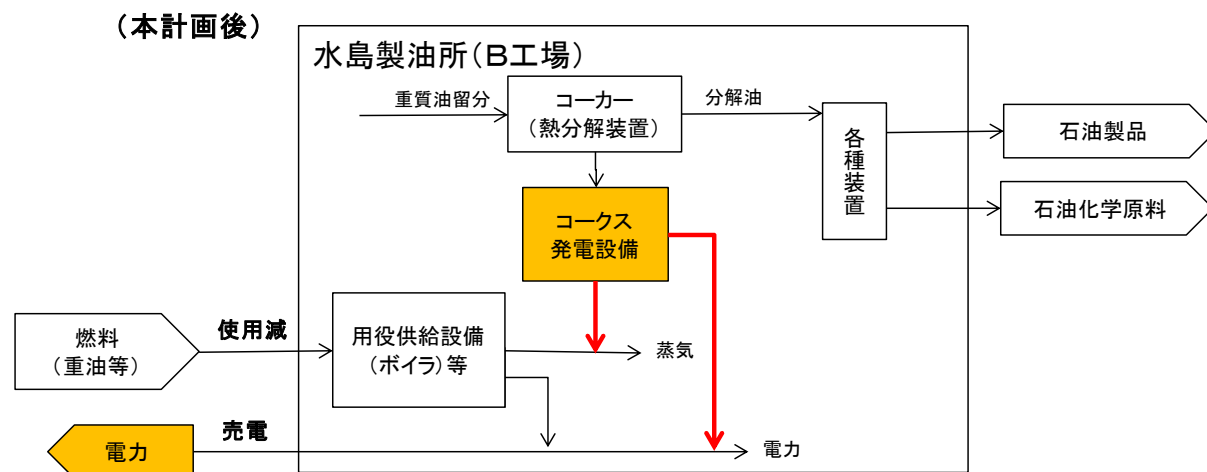 (本計画後)
水島製油所(B工場)
重質油留分
コーカー
(熱分解装置)
分解油
各種装置
石油製品
石油化学原料
コークス
発電設備
燃料
(重油等)
使用減
用役供給設備
(ボイラ)等
蒸気
電力
売電
電力